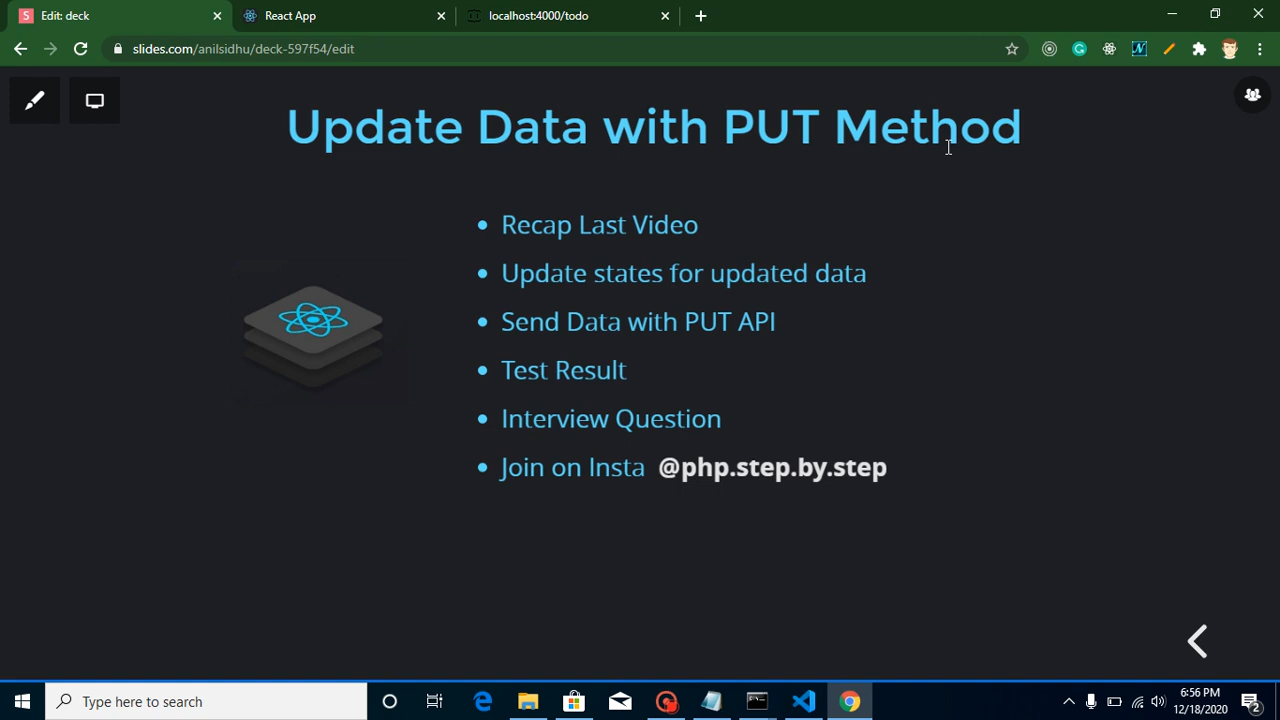 Edit: deck
React App
localhost:4000/todo
slides.com/anilsidhu/deck-597f54/edit
Update Data with PUT Method
Recap Last Video
Update states for updated data
Send Data with PUT API
Test Result
Interview Question
Join on Insta @php.step.by.step
Type here to search
6:56 PM
12/18/2020
2